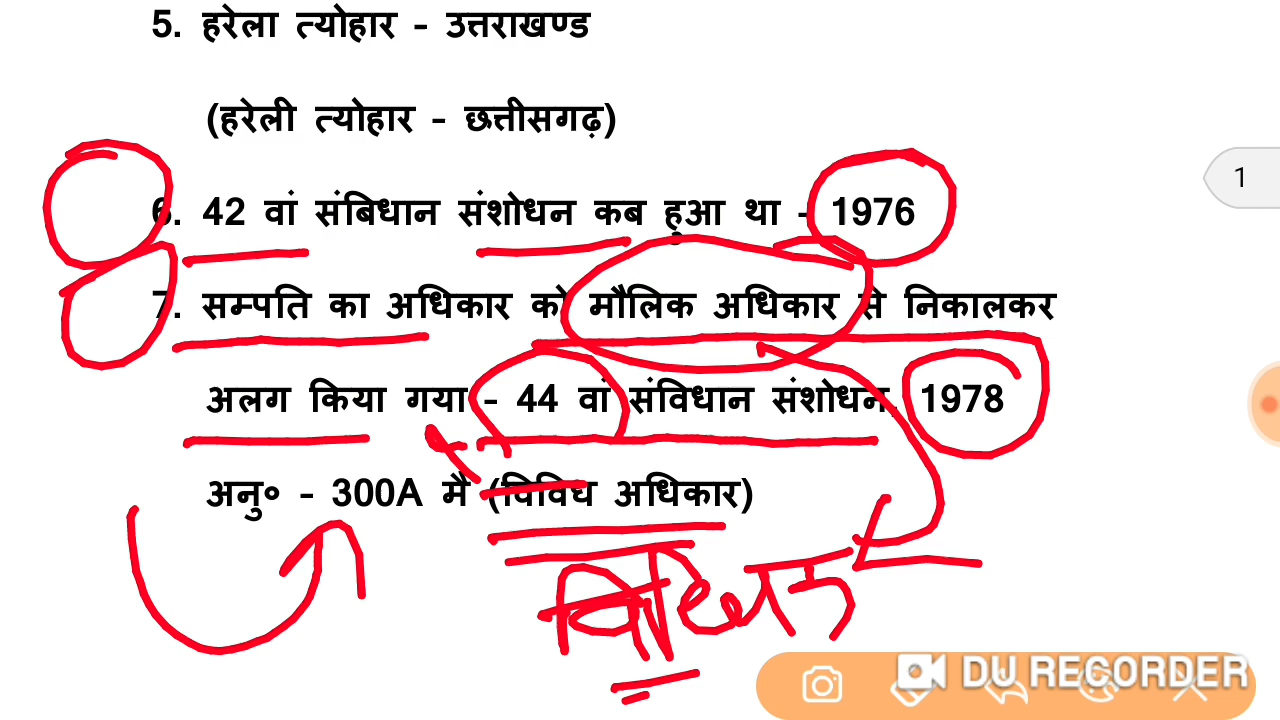 5. हरेला त्योहार - उत्तराखण्ड
(हरेली त्योहार - छत्तीसगढ़)
6. 42 वां संबिधान संशोधन कब हुआ था - 1976
7. सम्पति का अधिकार को मौलिक अधिकार से निकालकर
अलग किया गया - 44 वां संविधान संशोधन, 1978
अनु० - 300A मै (विविध अधिकार)
विधिक
1
DU RECORDER